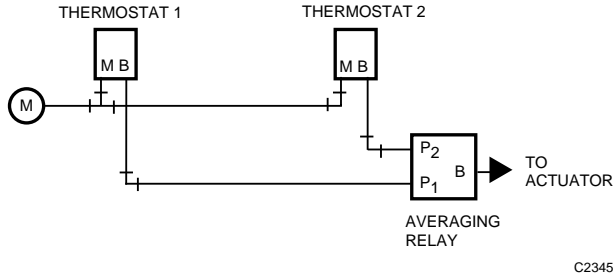 THERMOSTAT 1
THERMOSTAT 2
M B
M B
M
P2
P1
B
TO
ACTUATOR
AVERAGING
RELAY
C2345